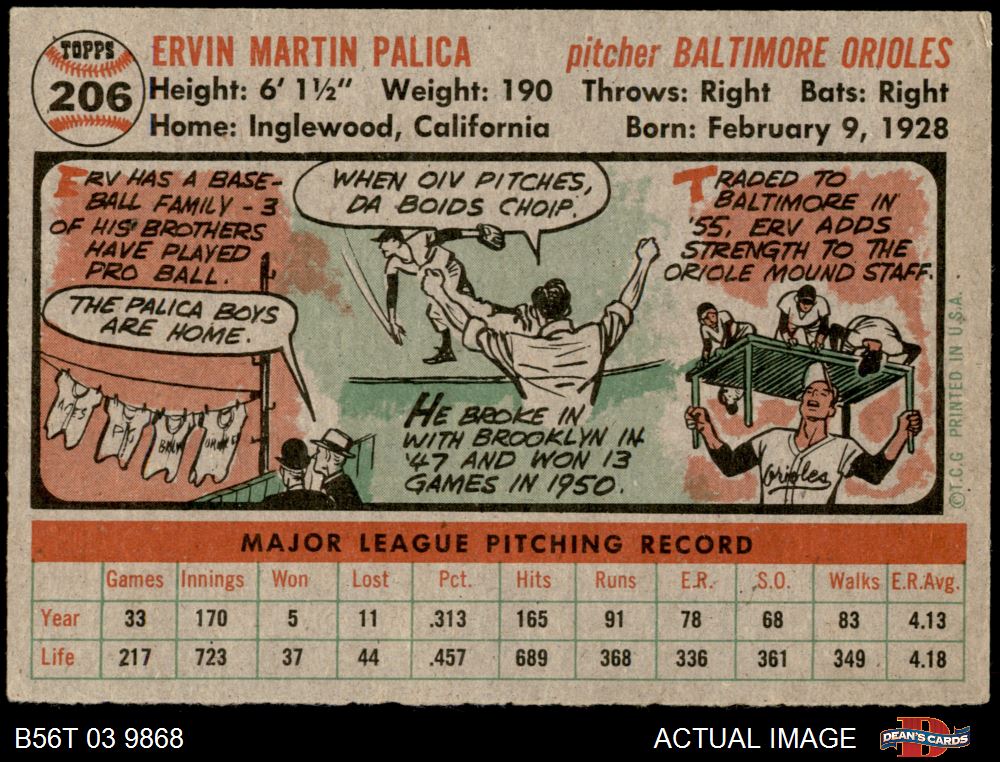 TOPPS
206
ERVIN MARTIN PALICA pitcher BALTIMORE ORIOLES
Height: 6' 1½" Weight: 190 Throws: Right Bats: Right
Home: Inglewood, California Born: February 9, 1928
ERV HAS A BASE-
BALL FAMILY - 3
OF HIS BROTHERS
HAVE PLAYED
PRO BALL.
THE PALICA BOYS
ARE HOME.
WHEN OIV PITCHES,
DA BOIDS CHOIP.
HE BROKE IN
WITH BROOKLYN IN
'47 AND WON 13
GAMES IN 1950.
TRADED TO
BALTIMORE IN
'55, ERV ADDS
STRENGTH TO THE
ORIOLE MOUND STAFF.
Orioles
©T.C.G. PRINTED IN U.S.A.
MAJOR LEAGUE PITCHING RECORD
Games Innings Won Lost Pct. Hits Runs E.R. S.O. Walks E.R.Avg.
Year 33 170 5 11 .313 165 91 78 68 83 4.13
Life 217 723 37 44 .457 689 368 336 361 349 4.18
B56T 03 9868 ACTUAL IMAGE DEAN'S CARDS